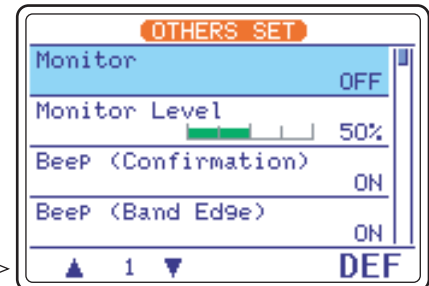 OTHERS SET
Monitor
OFF
Monitor Level
50%
Beep (Confirmation)
ON
Beep (Band Edge)
ON
▲ 1 ▼ DEF